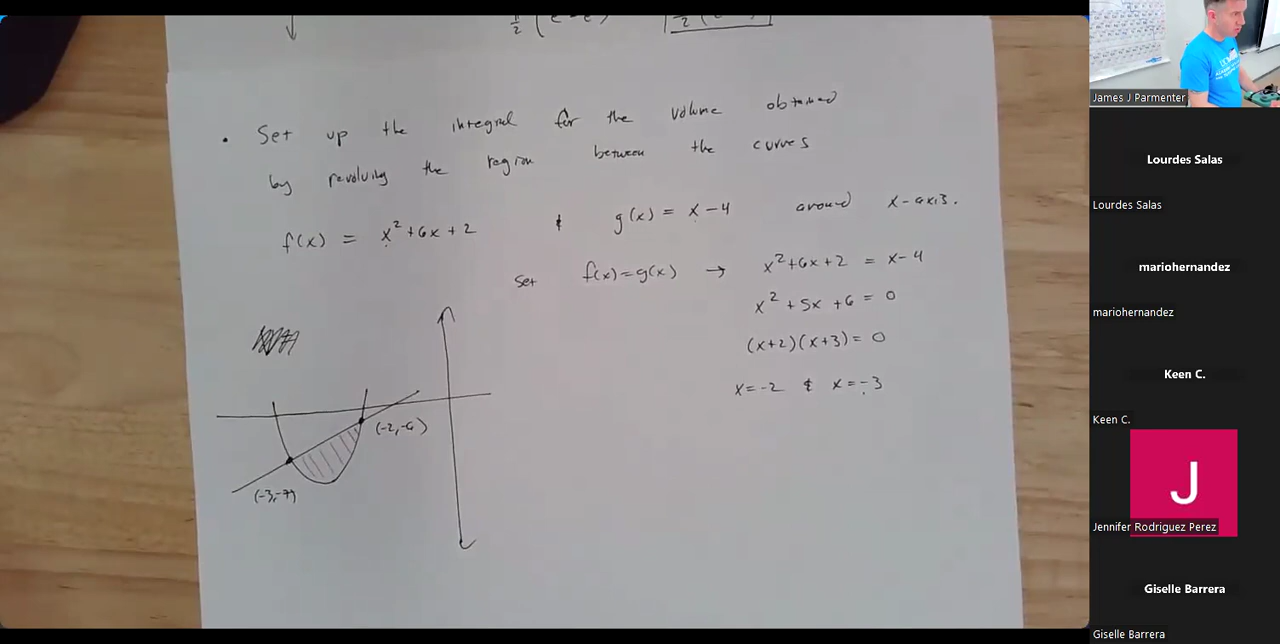 • Set up the integral for the volume obtained
by revolving the region between the curves
f(x) = x²+6x+2 & g(x) = x-4 around x-axis.
Set f(x)=g(x) → x²+6x+2 = x-4
x²+5x+6=0
(x+2)(x+3)=0
x=-2 & x=-3
(-2,-6)
(-3,-7)
James J Parmenter
Lourdes Salas
Lourdes Salas
mariohernandez
mariohernandez
Keen C.
Keen C.
J
Jennifer Rodriguez Perez
Giselle Barrera
Giselle Barrera